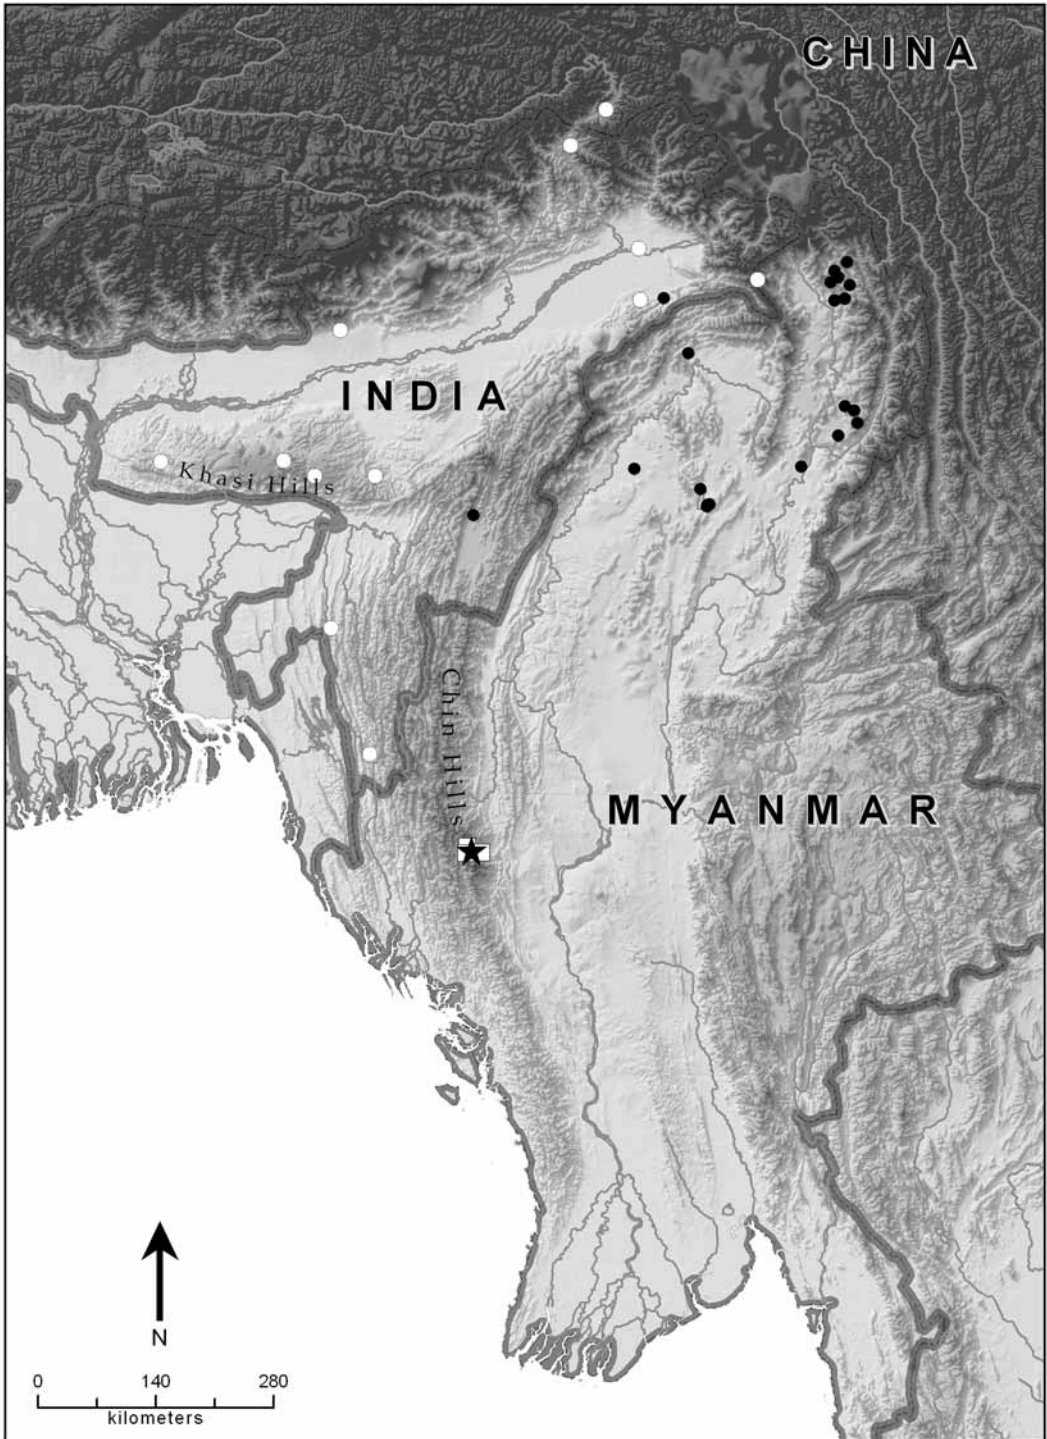 CHINA
INDIA
Khasi Hills
Chin Hills
MYANMAR
N
0 140 280
kilometers